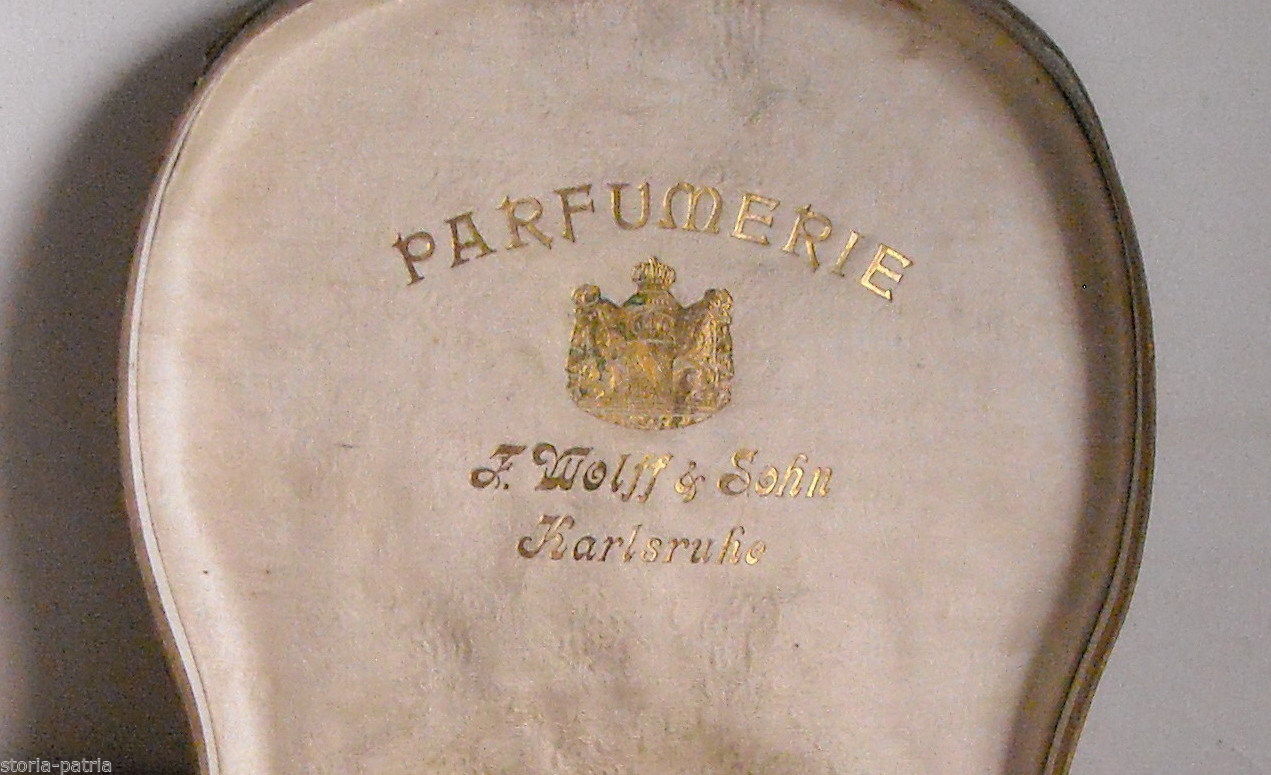 PARFUMERIE
F. Wolff & Sohn
Karlsruhe
storia-patria